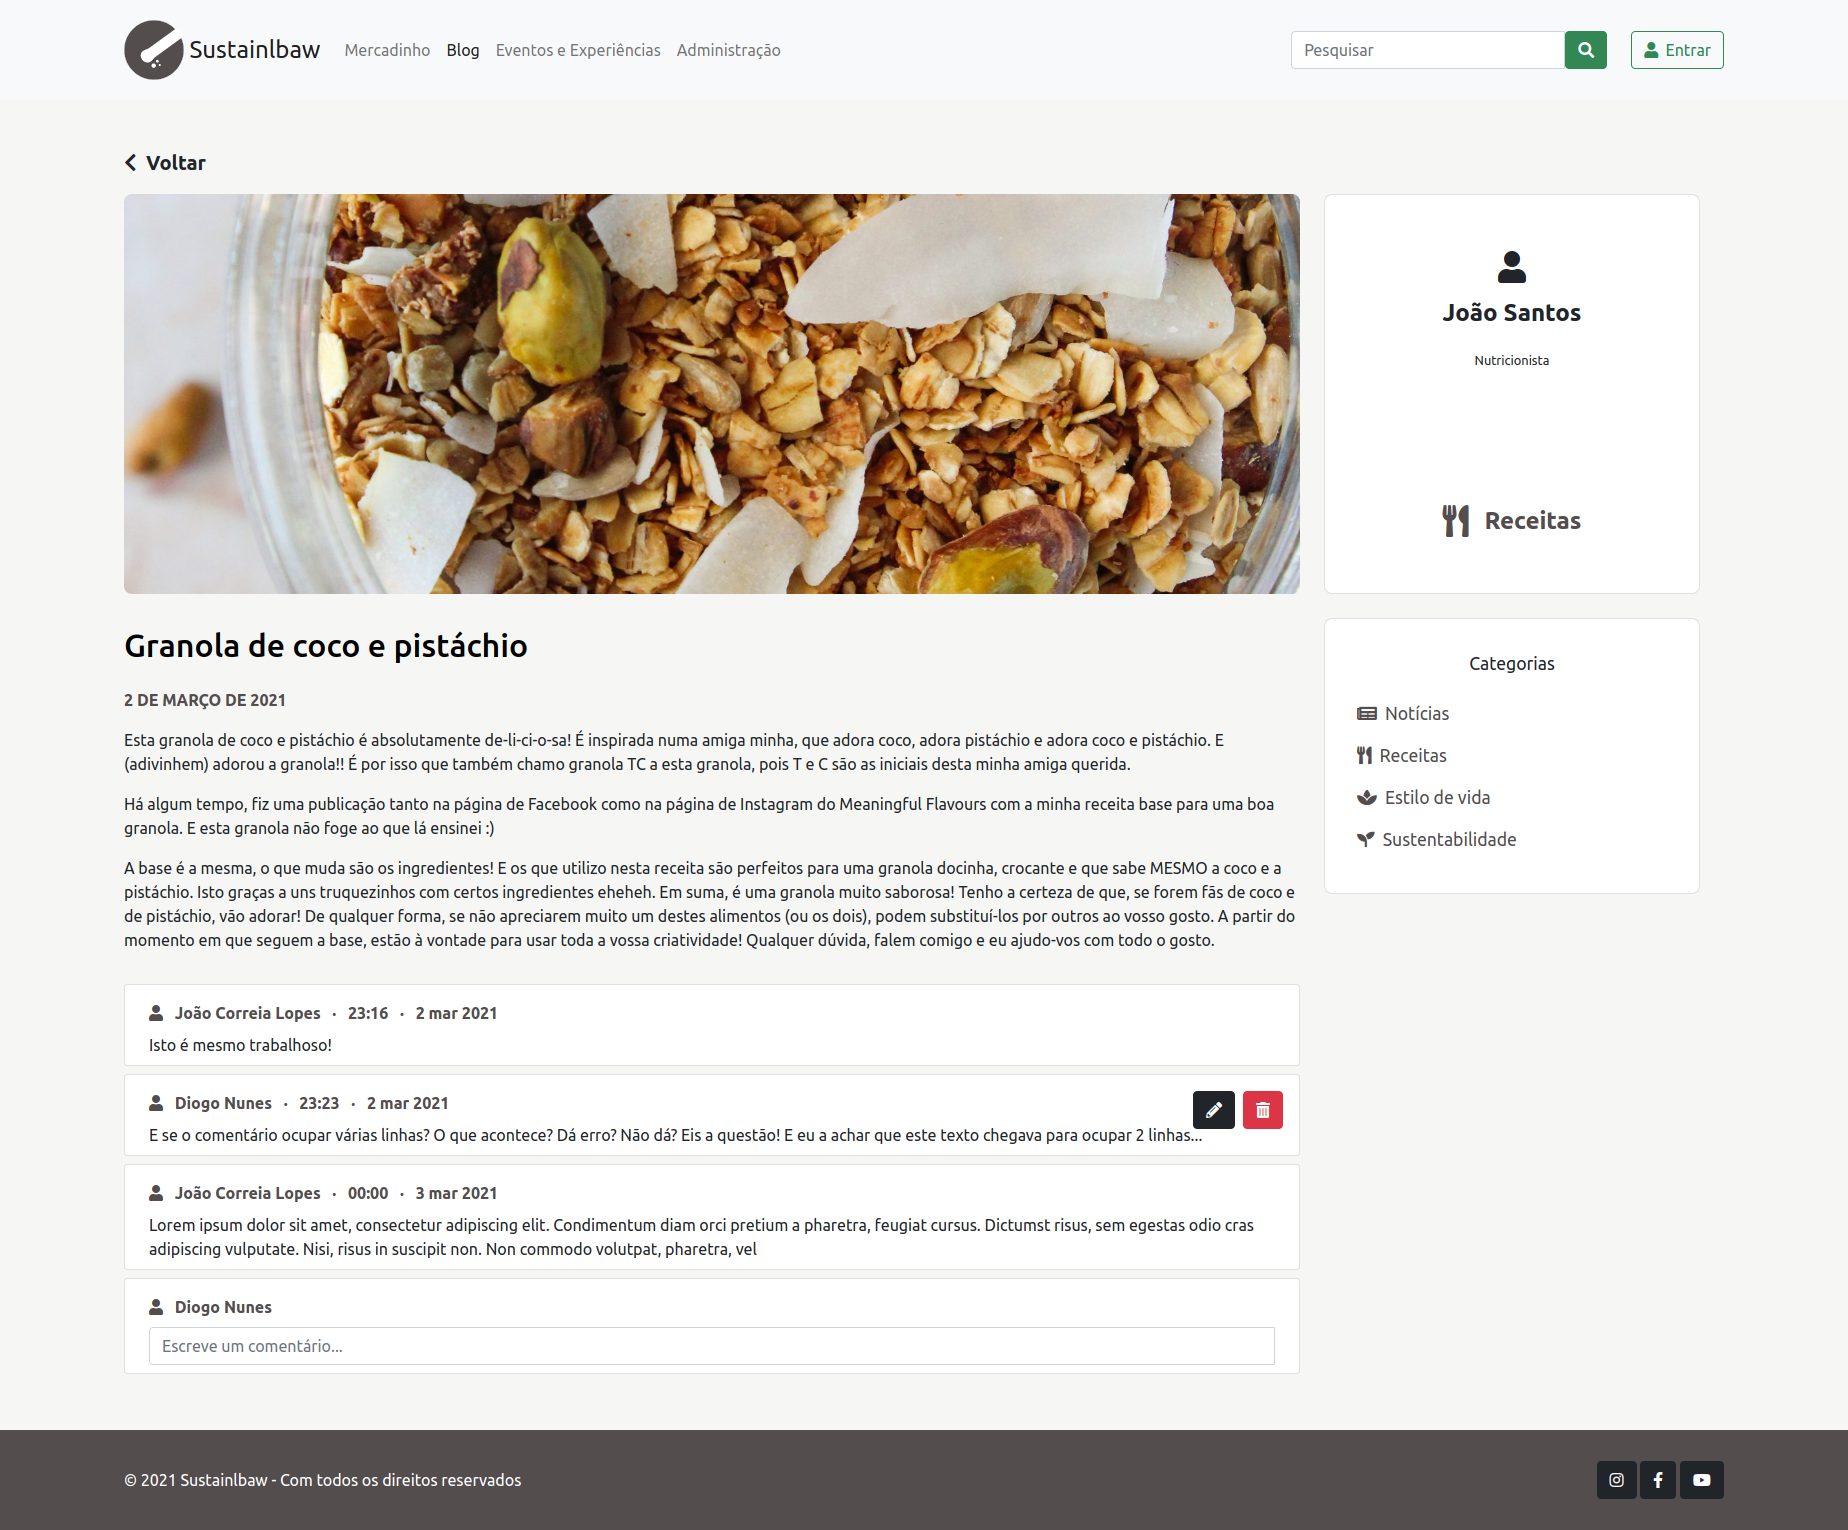 Sustainlbaw
Mercadinho
Blog
Eventos e Experiências
Administração
Pesquisar
Entrar
Voltar
João Santos
Nutricionista
Receitas
Granola de coco e pistáchio
2 DE MARÇO DE 2021
Esta granola de coco e pistáchio é absolutamente de-li-ci-o-sa! É inspirada numa amiga minha, que adora coco, adora pistáchio e adora coco e pistáchio. E
(adivinhem) adorou a granola!! É por isso que também chamo granola TC a esta granola, pois T e C são as iniciais desta minha amiga querida.
Há algum tempo, fiz uma publicação tanto na página de Facebook como na página de Instagram do Meaningful Flavours com a minha receita base para uma boa
granola. E esta granola não foge ao que lá ensinei :)
A base é a mesma, o que muda são os ingredientes! E os que utilizo nesta receita são perfeitos para uma granola docinha, crocante e que sabe MESMO a coco e a
pistáchio. Isto graças a uns truquezinhos com certos ingredientes eheheh. Em suma, é uma granola muito saborosa! Tenho a certeza de que, se forem fãs de coco e
de pistáchio, vão adorar! De qualquer forma, se não apreciarem muito um destes alimentos (ou os dois), podem substituí-los por outros ao vosso gosto. A partir do
momento em que seguem a base, estão à vontade para usar toda a vossa criatividade! Qualquer dúvida, falem comigo e eu ajudo-vos com todo o gosto.
Categorias
Notícias
Receitas
Estilo de vida
Sustentabilidade
João Correia Lopes · 23:16 · 2 mar 2021
Isto é mesmo trabalhoso!
Diogo Nunes · 23:23 · 2 mar 2021
E se o comentário ocupar várias linhas? O que acontece? Dá erro? Não dá? Eis a questão! E eu a achar que este texto chegava para ocupar 2 linhas...
João Correia Lopes · 00:00 · 3 mar 2021
Lorem ipsum dolor sit amet, consectetur adipiscing elit. Condimentum diam orci pretium a pharetra, feugiat cursus. Dictumst risus, sem egestas odio cras
adipiscing vulputate. Nisi, risus in suscipit non. Non commodo volutpat, pharetra, vel
Diogo Nunes
Escreve um comentário...
© 2021 Sustainlbaw - Com todos os direitos reservados